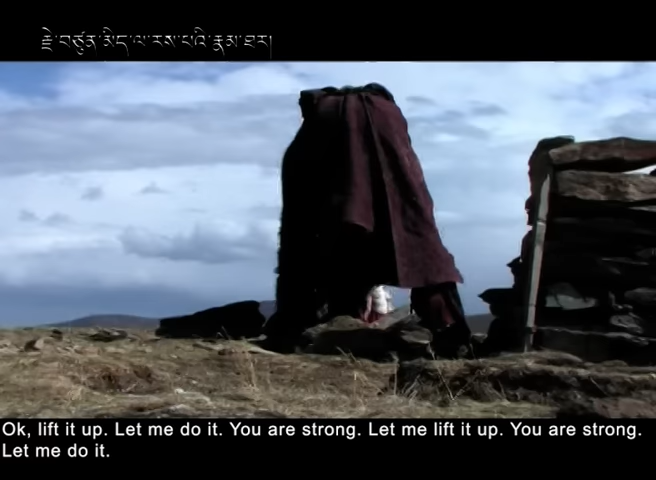 རྗེ་བཙུན་མིད་ལ་རས་པའི་རྣམ་ཐར།
Ok, lift it up. Let me do it. You are strong. Let me lift it up. You are strong.
Let me do it.